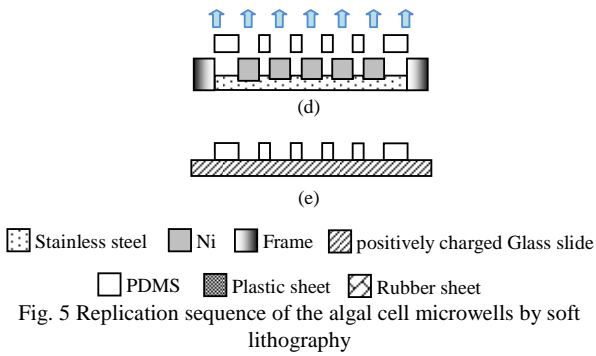 (d)
(e)
Stainless steel Ni Frame positively charged Glass slide
PDMS Plastic sheet Rubber sheet
Fig. 5 Replication sequence of the algal cell microwells by soft
lithography